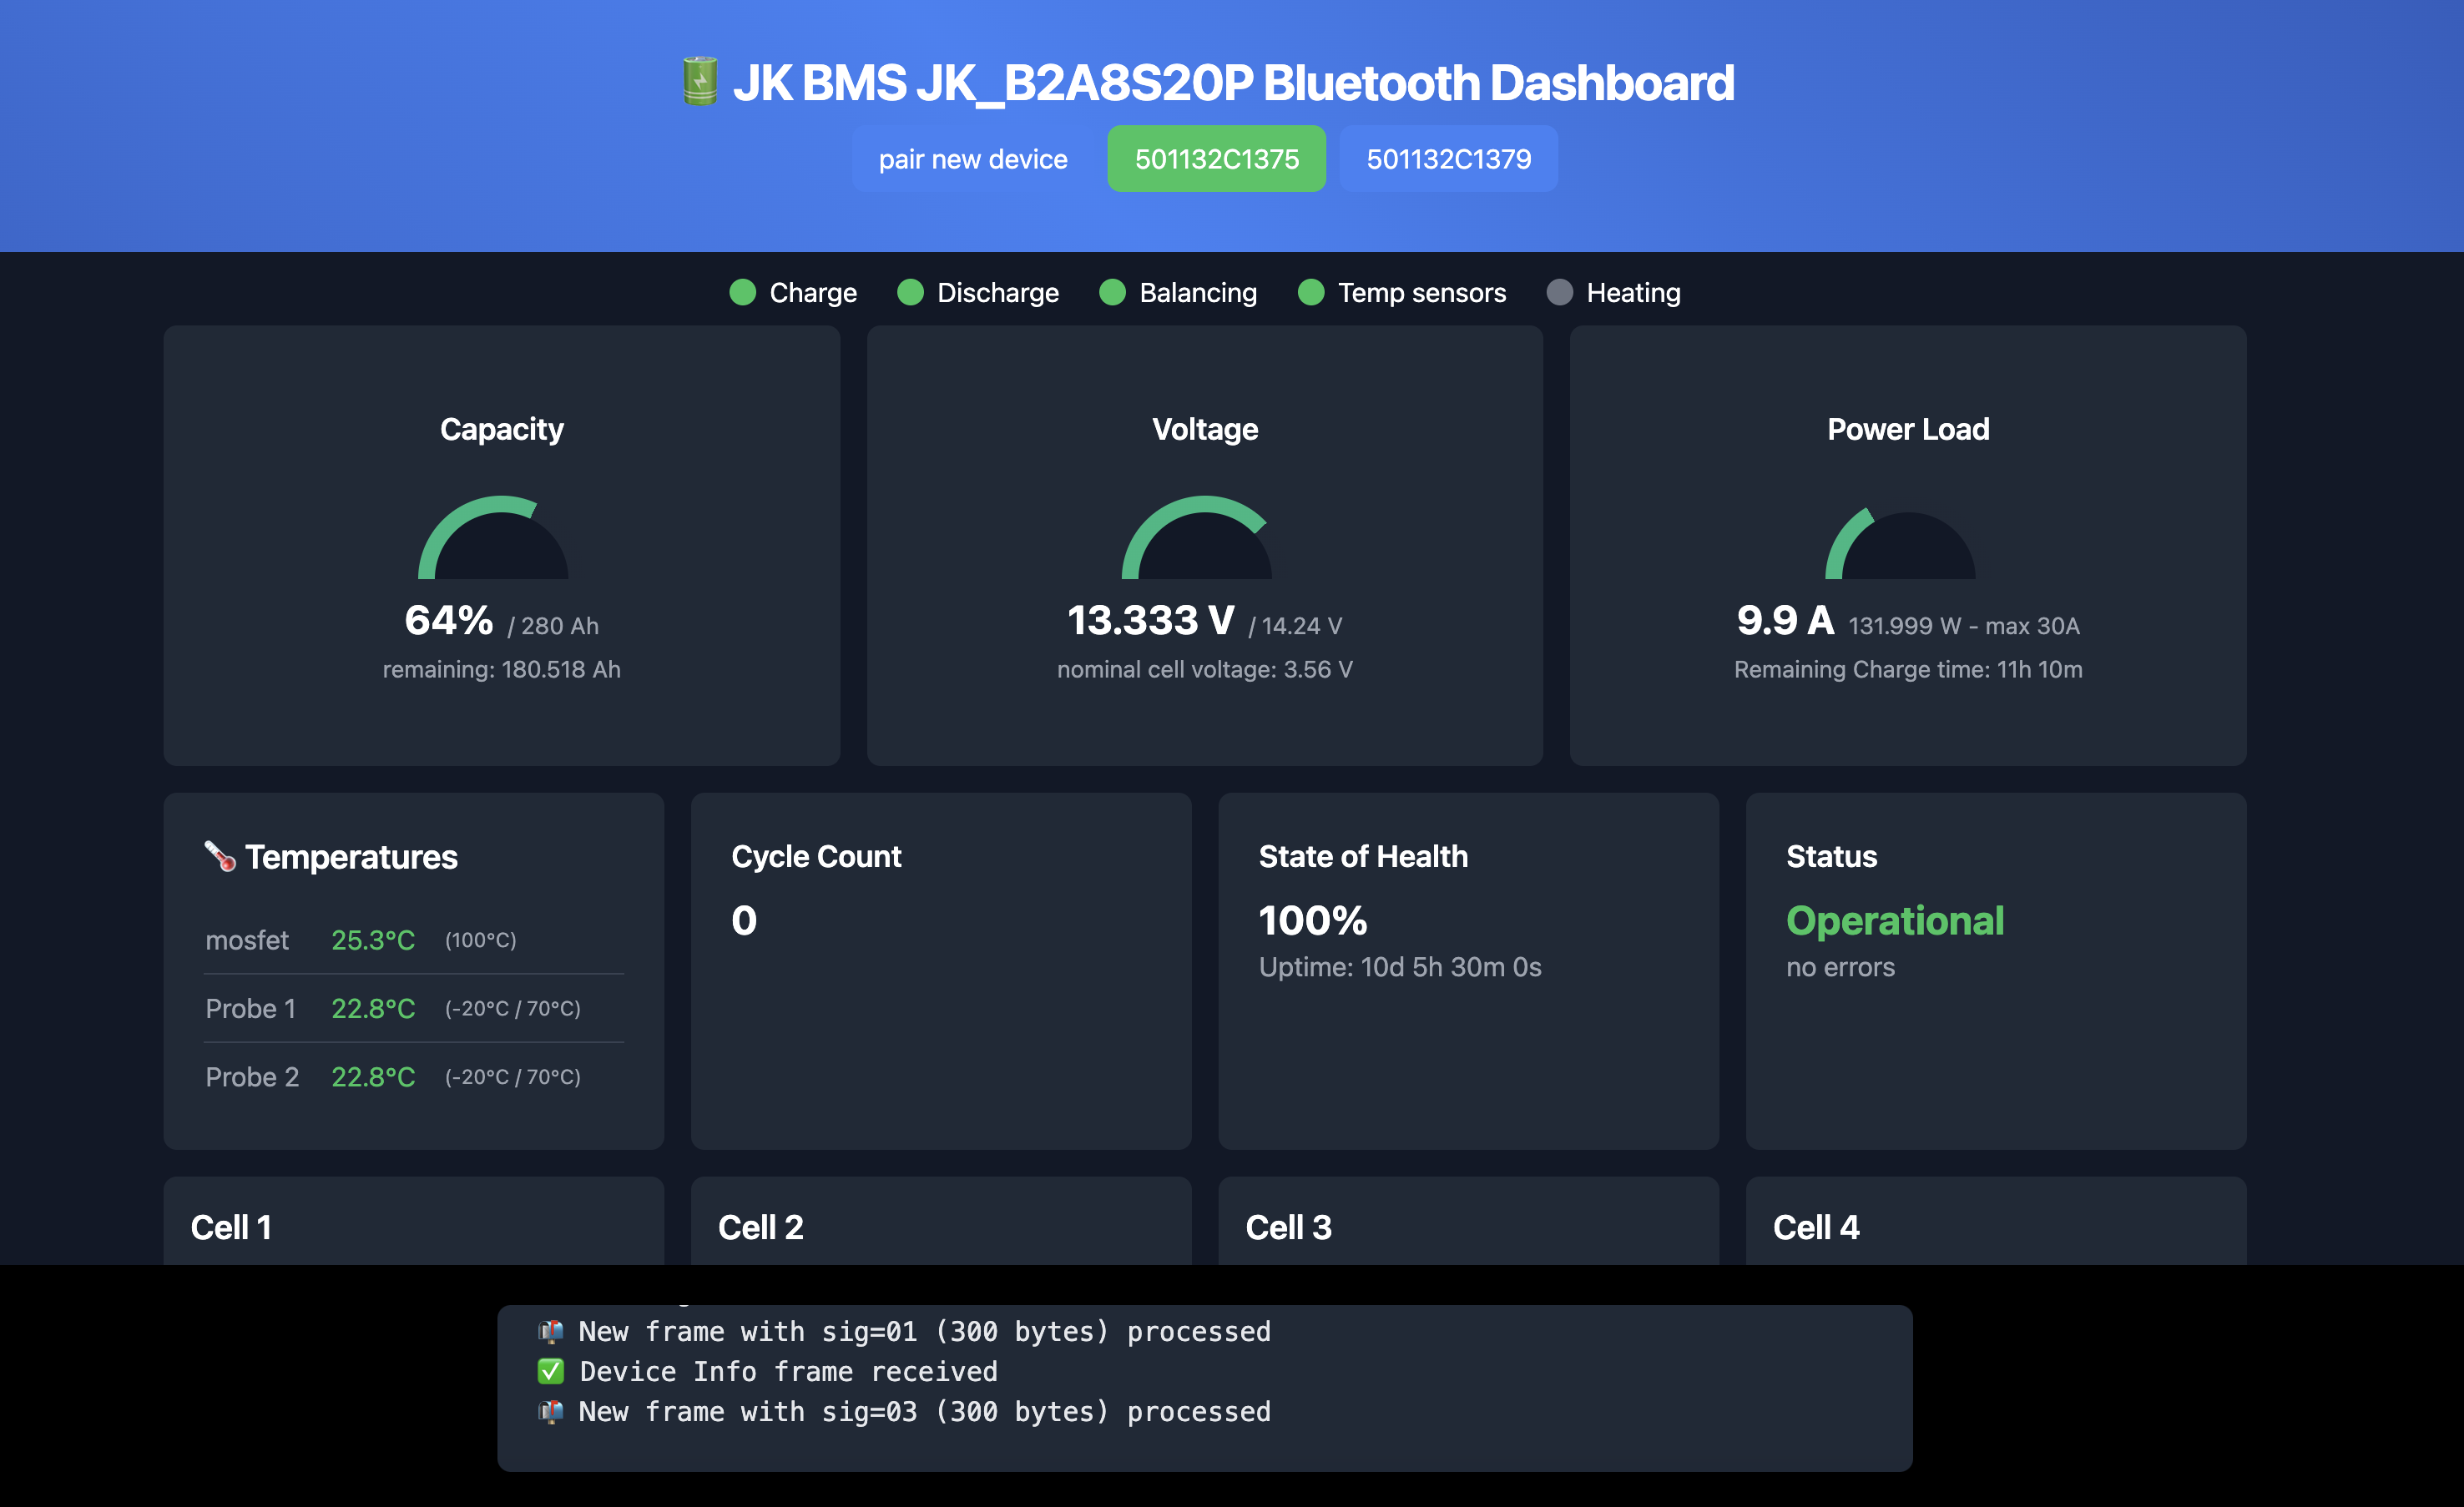 JK BMS JK_B2A8S20P Bluetooth Dashboard
pair new device
501132C1375
501132C1379
Charge
Discharge
Balancing
Temp sensors
Heating
Capacity
64% / 280 Ah
remaining: 180.518 Ah
Voltage
13.333 V / 14.24 V
nominal cell voltage: 3.56 V
Power Load
9.9 A 131.999 W - max 30A
Remaining Charge time: 11h 10m
Temperatures
mosfet 25.3°C (100°C)
Probe 1 22.8°C (-20°C / 70°C)
Probe 2 22.8°C (-20°C / 70°C)
Cycle Count
0
State of Health
100%
Uptime: 10d 5h 30m 0s
Status
Operational
no errors
Cell 1
Cell 2
Cell 3
Cell 4
New frame with sig=01 (300 bytes) processed
Device Info frame received
New frame with sig=03 (300 bytes) processed